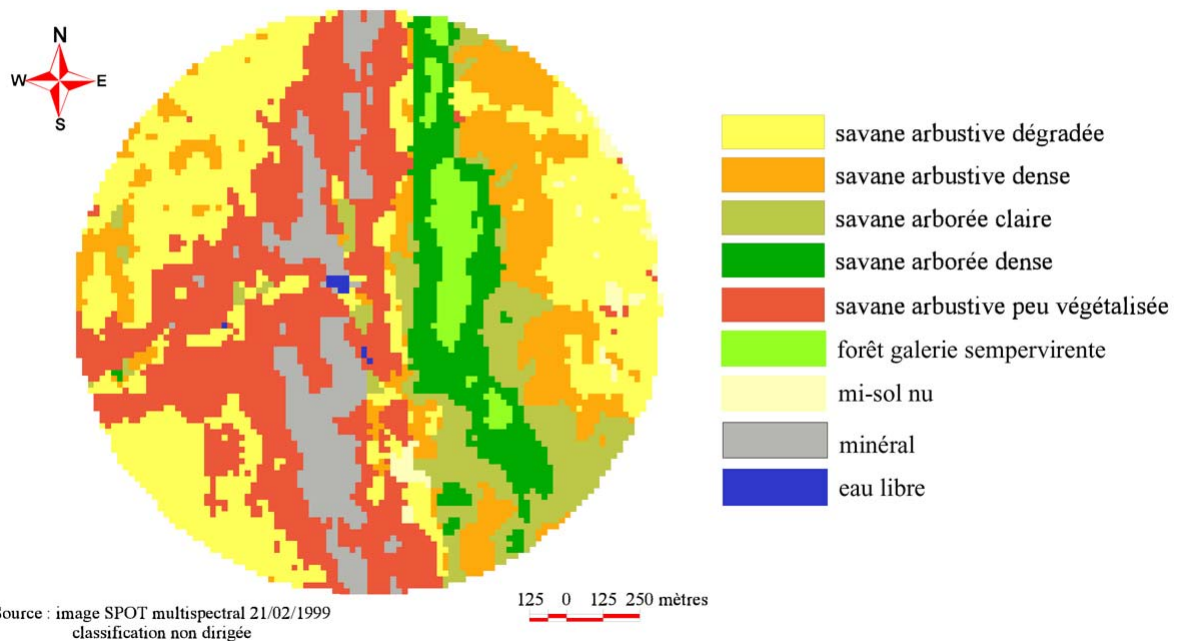 N
W E
S
savane arbustive dégradée
savane arbustive dense
savane arborée claire
savane arborée dense
savane arbustive peu végétalisée
forêt galerie sempervirente
mi-sol nu
minéral
eau libre
125 0 125 250 mètres
Source : image SPOT multispectral 21/02/1999
classification non dirigée